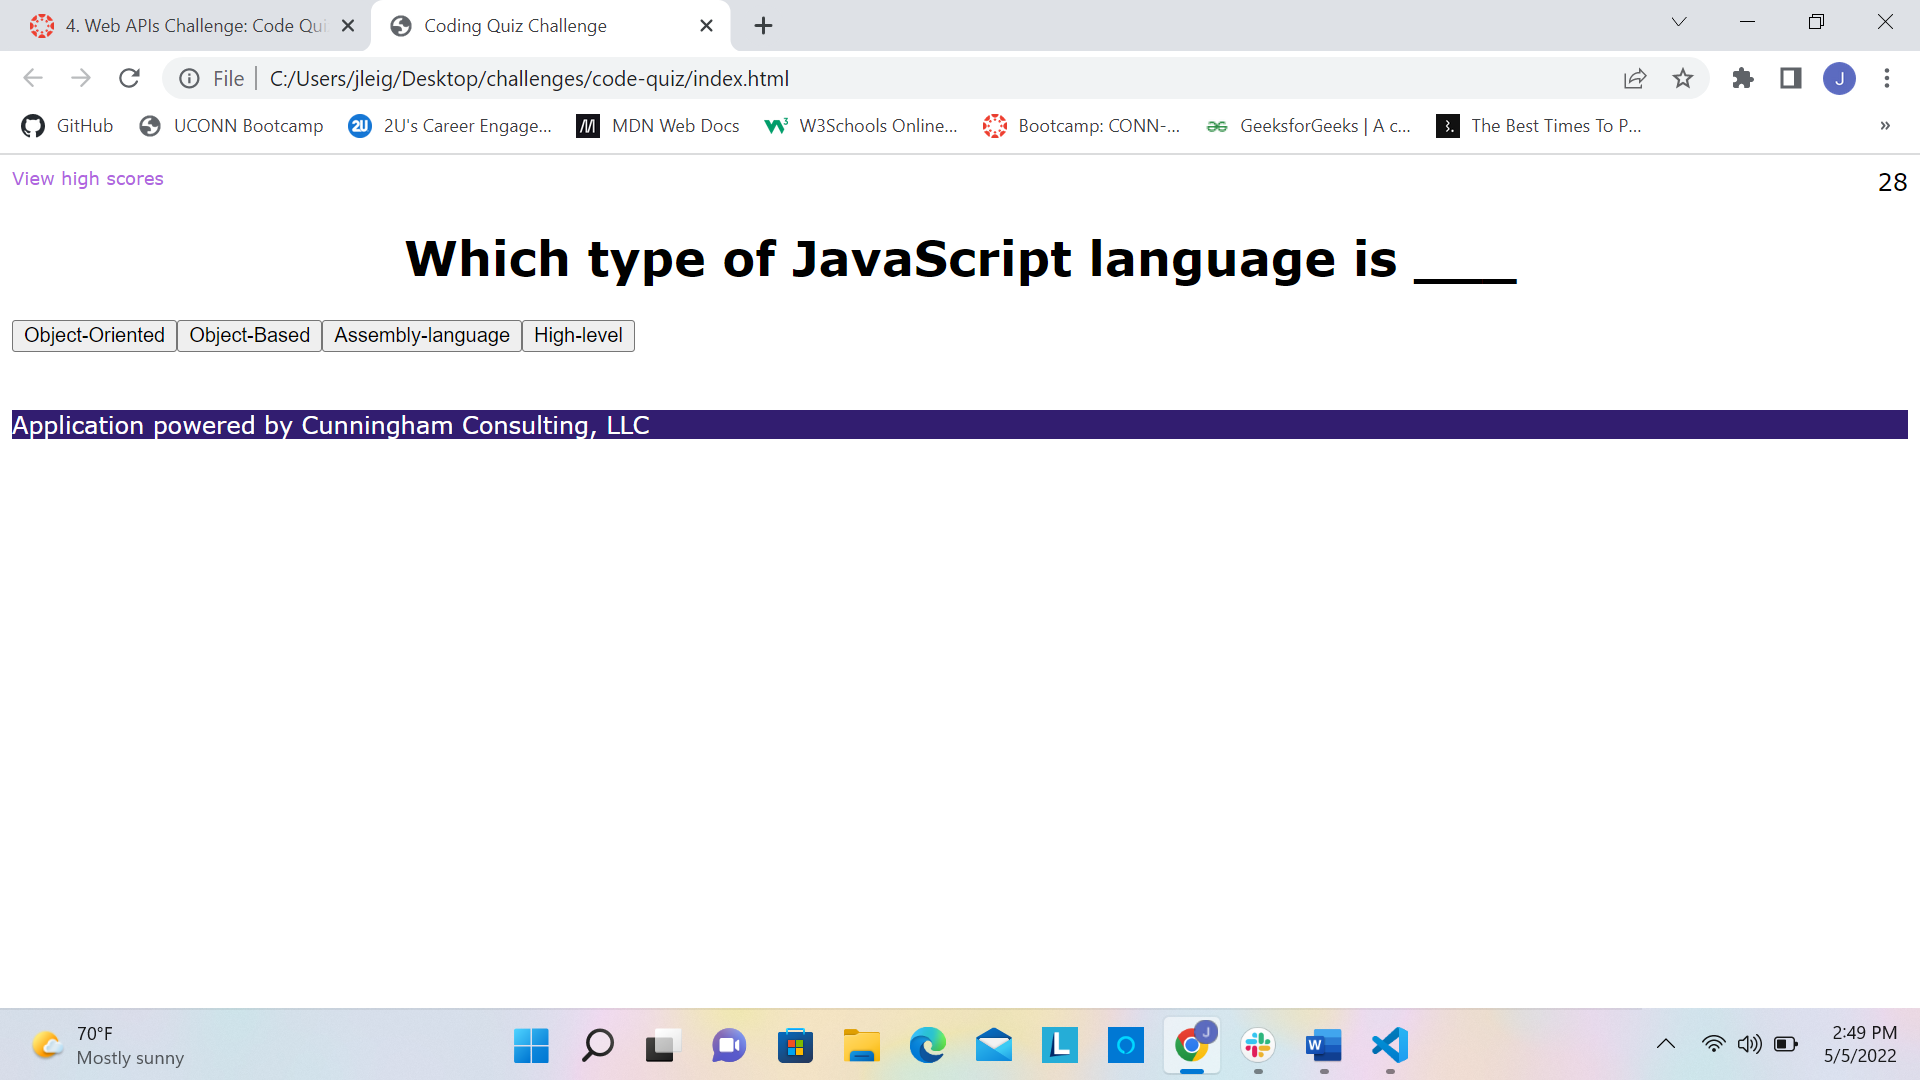 4. Web APIs Challenge: Code Qui
Coding Quiz Challenge
File
C:/Users/jleig/Desktop/challenges/code-quiz/index.html
J
GitHub
UCONN Bootcamp
2U
2U's Career Engage...
MDN Web Docs
W3Schools Online...
Bootcamp: CONN-...
GeeksforGeeks | A c...
The Best Times To P...
»
View high scores
28
Which type of JavaScript language is ___
Object-Oriented
Object-Based
Assembly-language
High-level
Application powered by Cunningham Consulting, LLC
70°F
Mostly sunny
L
J
W
2:49 PM
5/5/2022